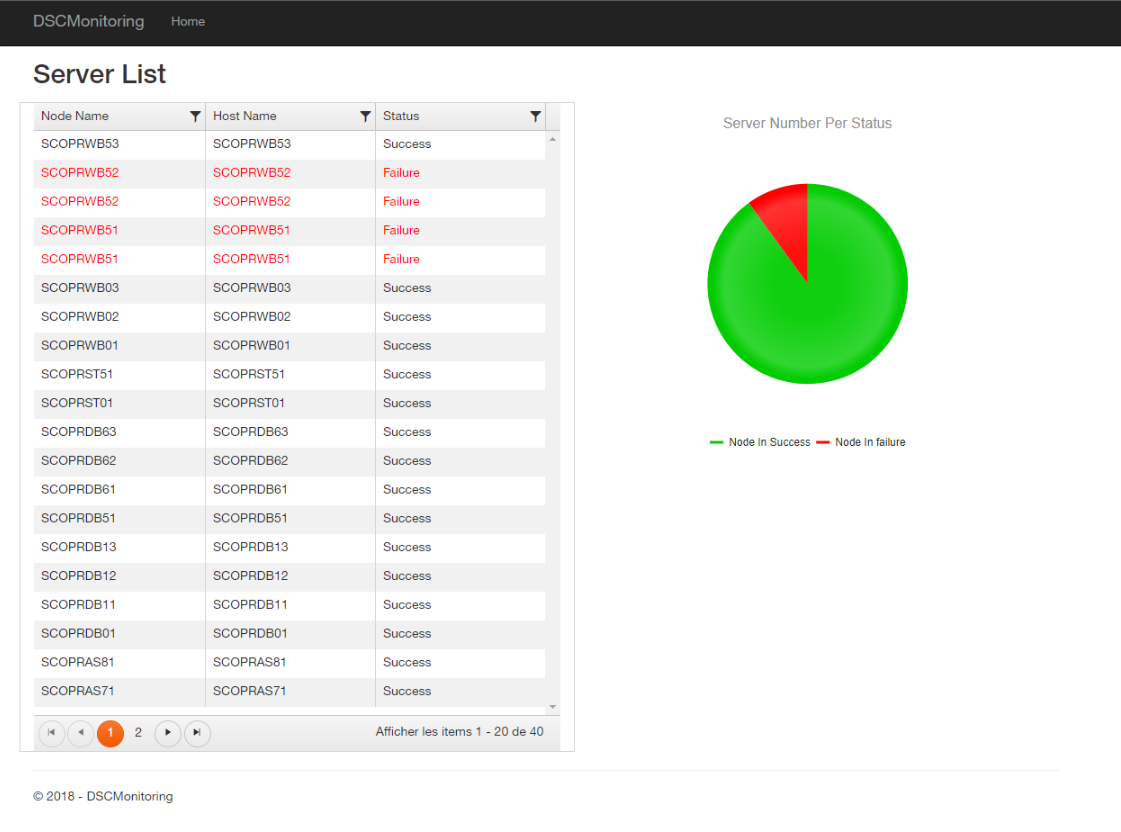 DSCMonitoring Home
Server List
Node Name Host Name Status
SCOPRWB53 SCOPRWB53 Success
SCOPRWB52 SCOPRWB52 Failure
SCOPRWB52 SCOPRWB52 Failure
SCOPRWB51 SCOPRWB51 Failure
SCOPRWB51 SCOPRWB51 Failure
SCOPRWB03 SCOPRWB03 Success
SCOPRWB02 SCOPRWB02 Success
SCOPRWB01 SCOPRWB01 Success
SCOPRST51 SCOPRST51 Success
SCOPRST01 SCOPRST01 Success
SCOPRDB63 SCOPRDB63 Success
SCOPRDB62 SCOPRDB62 Success
SCOPRDB61 SCOPRDB61 Success
SCOPRDB51 SCOPRDB51 Success
SCOPRDB13 SCOPRDB13 Success
SCOPRDB12 SCOPRDB12 Success
SCOPRDB11 SCOPRDB11 Success
SCOPRDB01 SCOPRDB01 Success
SCOPRAS81 SCOPRAS81 Success
SCOPRAS71 SCOPRAS71 Success
1 2 Afficher les items 1 - 20 de 40
Server Number Per Status
Node In Success Node In failure
© 2018 - DSCMonitoring